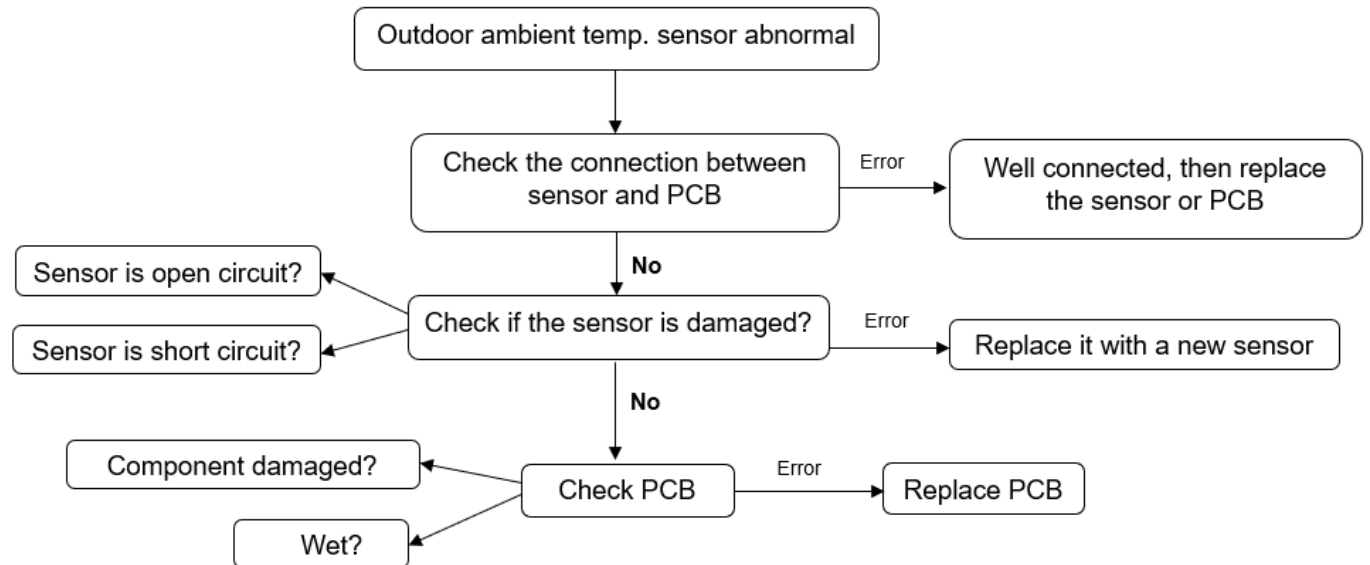 Outdoor ambient temp. sensor abnormal
Check the connection between
sensor and PCB
Error
Well connected, then replace
the sensor or PCB
No
Sensor is open circuit?
Sensor is short circuit?
Check if the sensor is damaged?
Error
Replace it with a new sensor
No
Component damaged?
Wet?
Check PCB
Error
Replace PCB